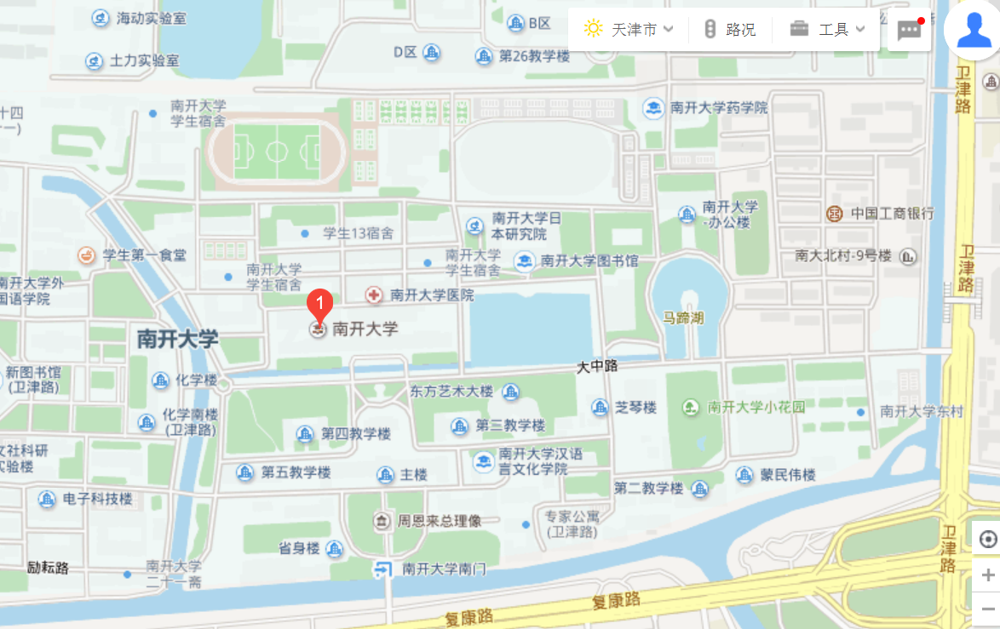 海动实验室
B区
天津市
路况
工具
D区
第26教学楼
土力实验室
卫津路
南开大学
学生宿舍
南开大学药学院
十四
一)
南开大学日
本研究院
南开大学
-办公楼
中国工商银行
学生13宿舍
学生第一食堂
南开大学
学生宿舍
南开大学图书馆
南大北村-9号楼
卫津路
南开大学
学生宿舍
南开大学外
国语学院
南开大学医院
1
南开大学
马蹄湖
南开大学
大中路
新图书馆
(卫津路)
化学楼
东方艺术大楼
芝琴楼
南开大学小花园
南开大学东村
化学南楼
(卫津路)
第四教学楼
第三教学楼
文社科研
实验楼
南开大学汉语
言文化学院
第五教学楼
主楼
第二教学楼
蒙民伟楼
电子科技楼
周恩来总理像
专家公寓
(卫津路)
省身楼
卫津路
励耘路
南开大学
二十一斋
南开大学南门
复康路
复康路